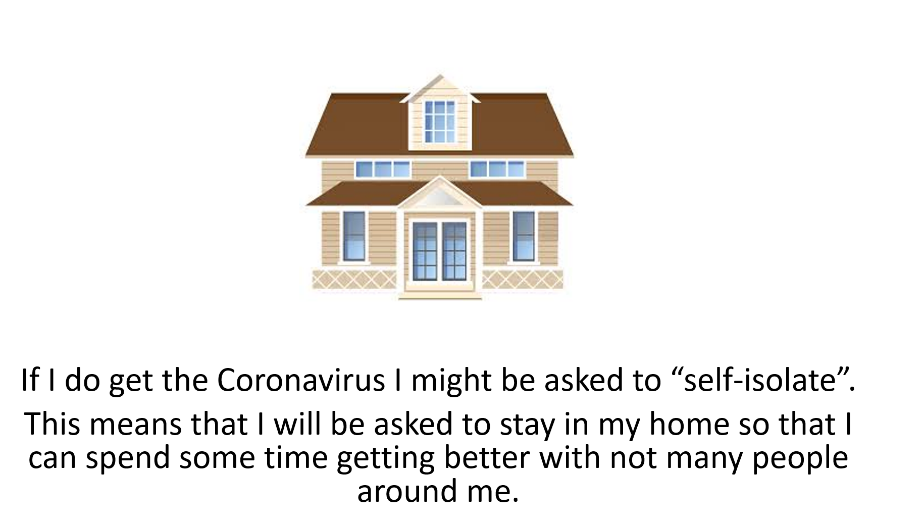 If I do get the Coronavirus I might be asked to “self-isolate”.
This means that I will be asked to stay in my home so that I
can spend some time getting better with not many people
around me.